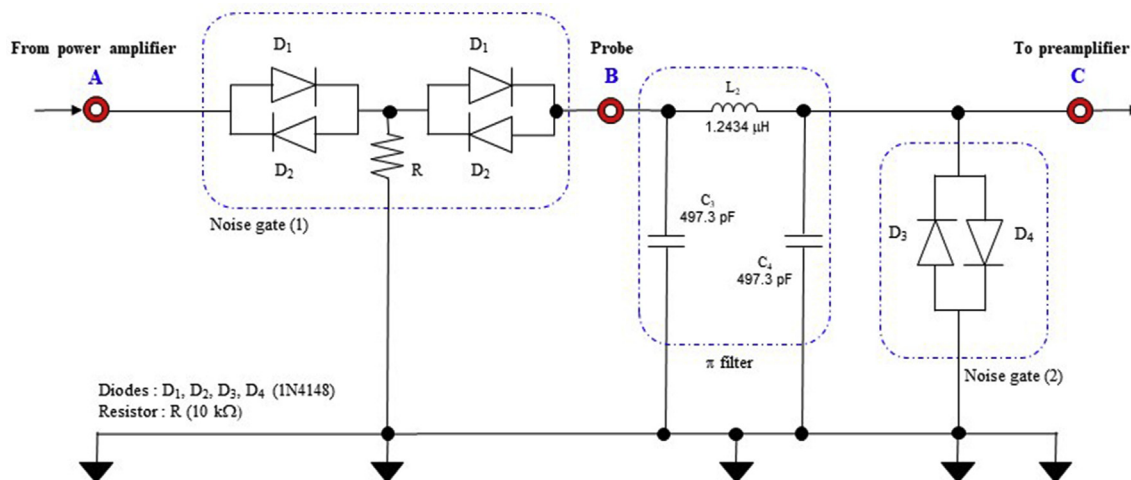 From power amplifier
A
D₁
D₁
D₂
D₂
R
Noise gate (1)
Probe
B
L₂
1.2434 μH
C₃
497.3 pF
C₄
497.3 pF
π filter
To preamplifier
C
D₃
D₄
Noise gate (2)
Diodes : D₁, D₂, D₃, D₄ (1N4148)
Resistor : R (10 kΩ)